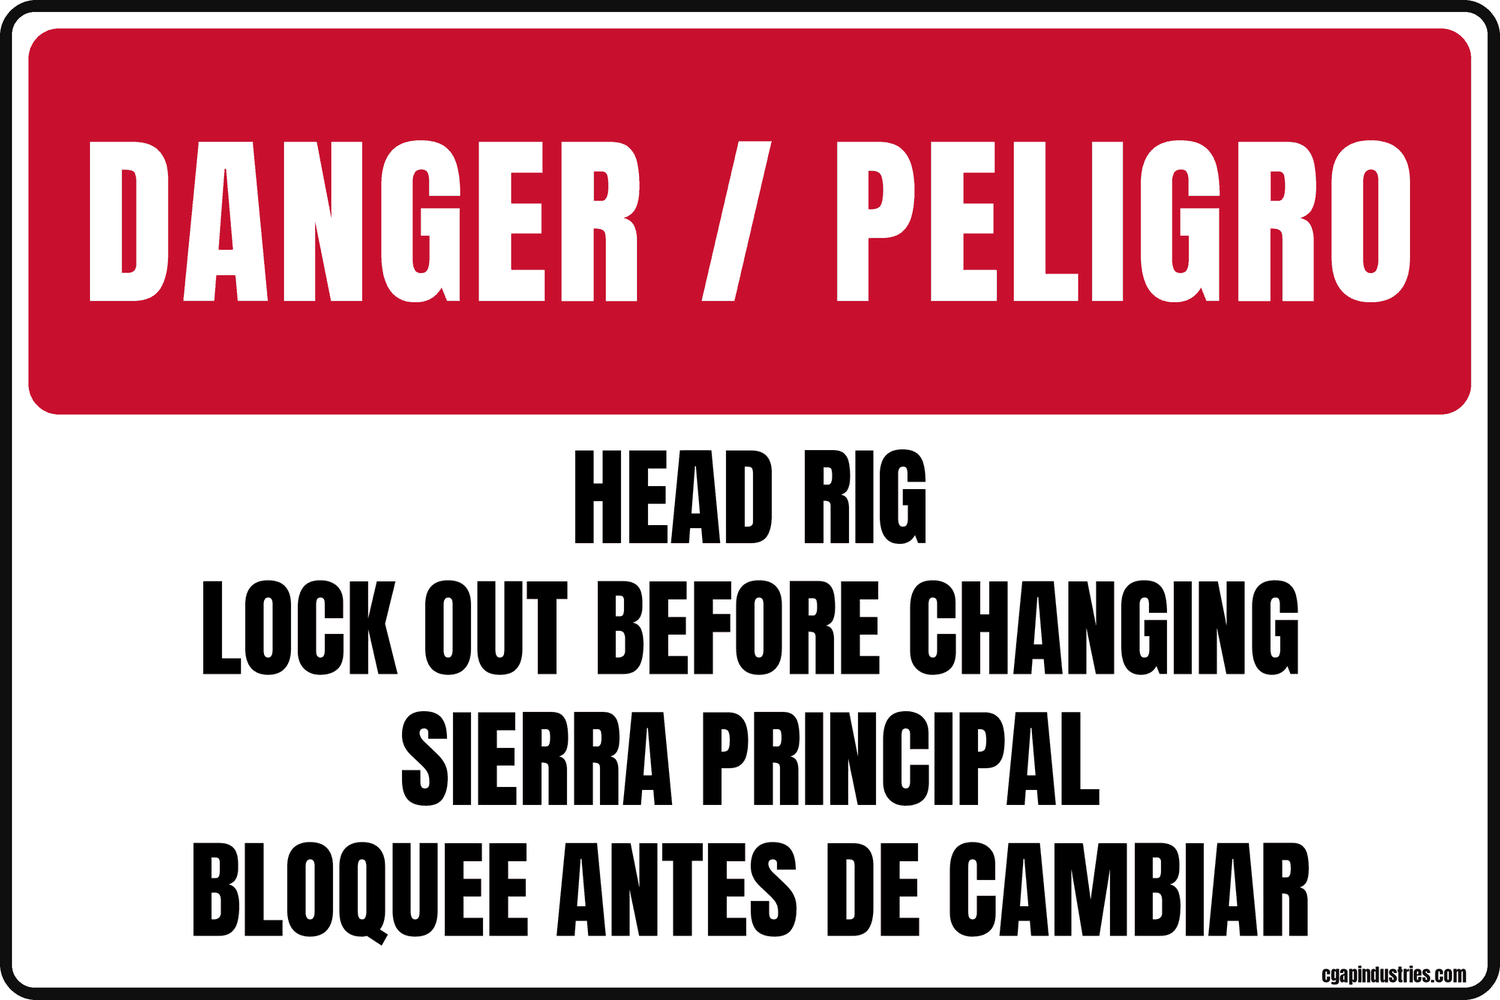 DANGER / PELIGRO
HEAD RIG
LOCK OUT BEFORE CHANGING
SIERRA PRINCIPAL
BLOQUEE ANTES DE CAMBIAR
cgapindustries.com